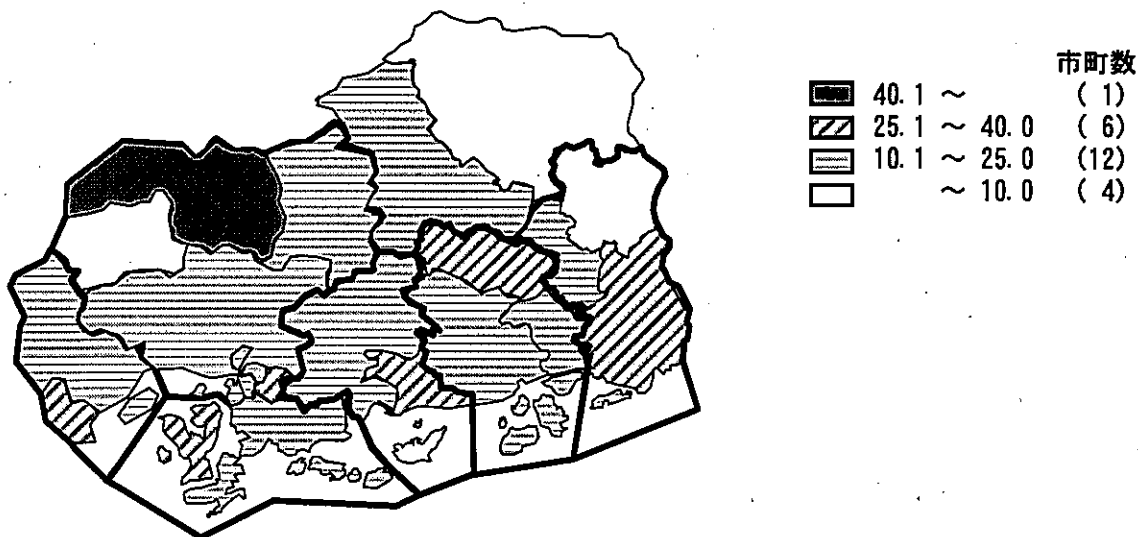 市町数
40.1 ～ ( 1)
25.1 ～ 40.0 ( 6)
10.1 ～ 25.0 (12)
～ 10.0 ( 4)